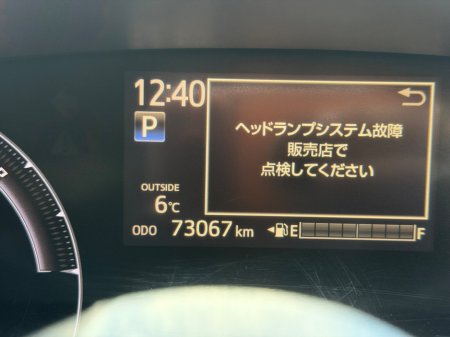 12:40
P
ヘッドランプシステム故障
販売店で
点検してください
OUTSIDE
6℃
ODO 73067 km
E F